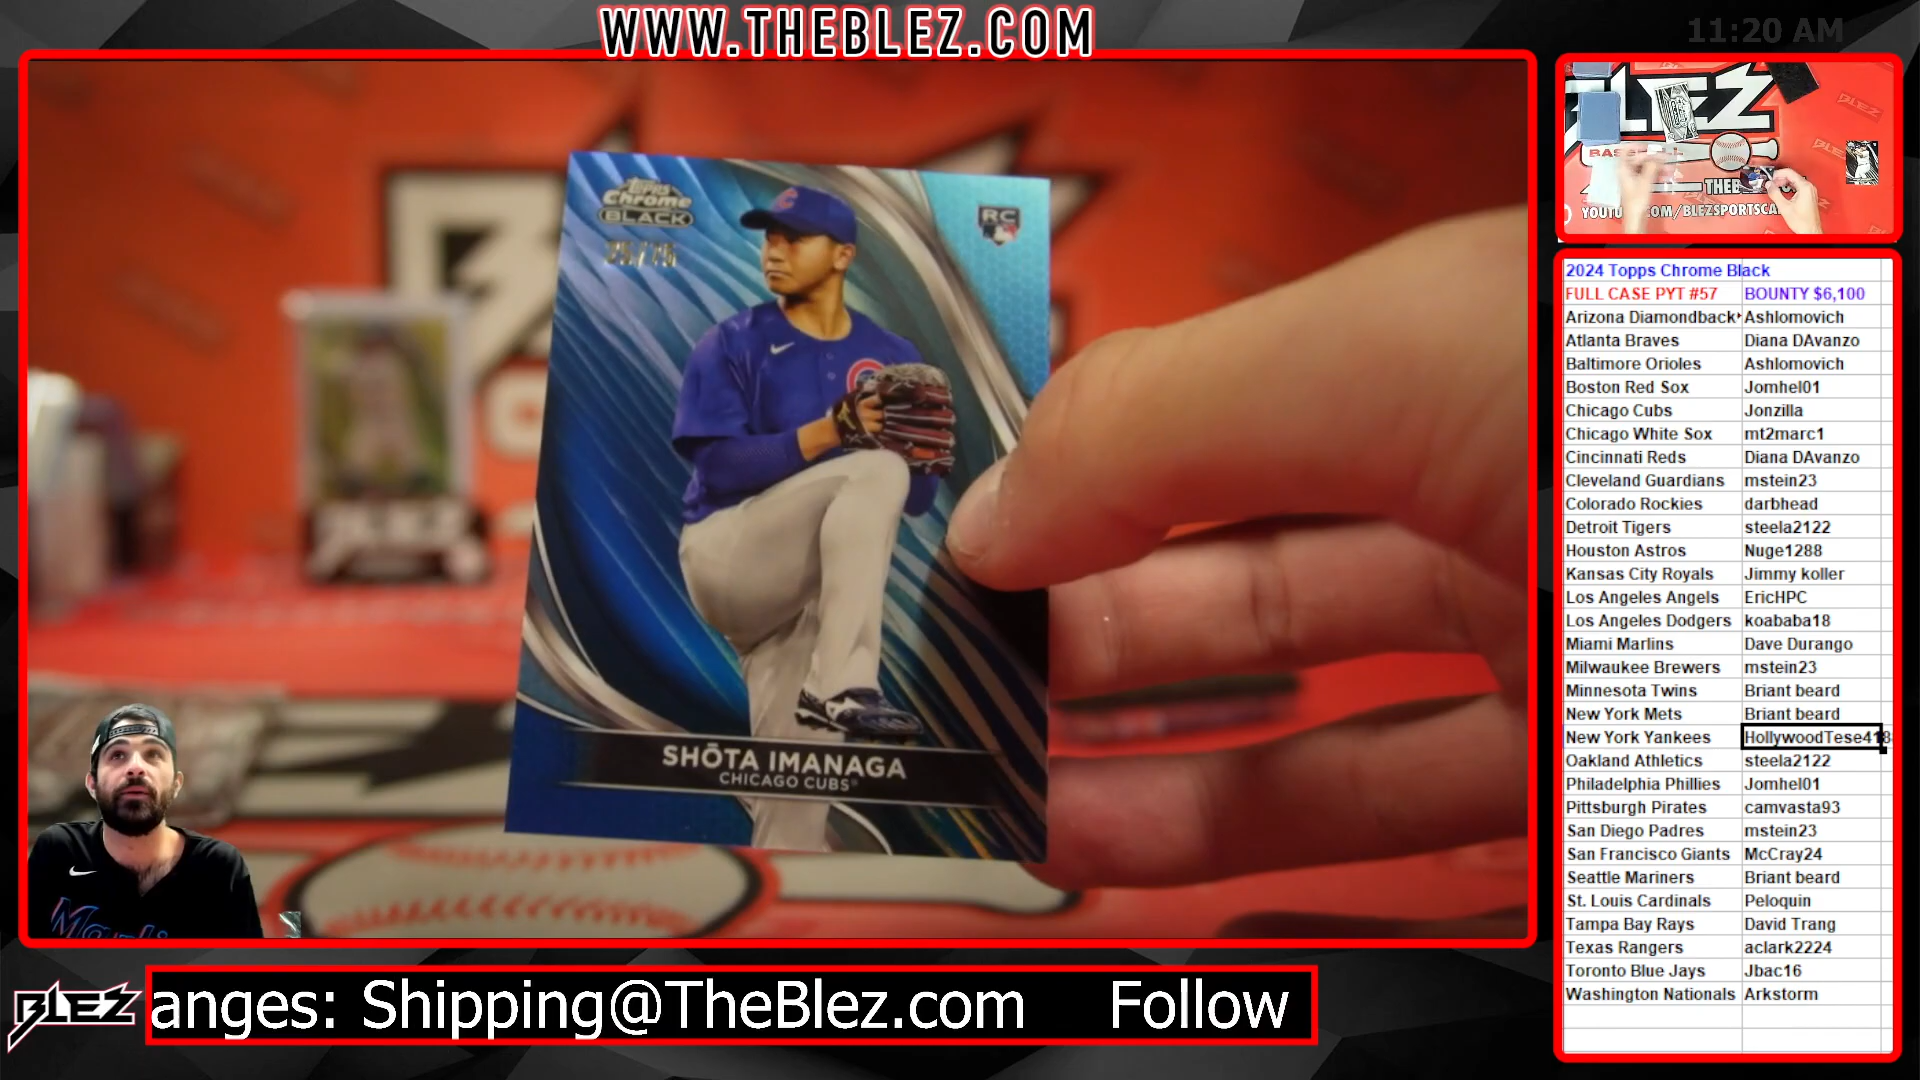 WWW.THEBLEZ.COM
11:20 AM
Topps
Chrome
BLACK
RC
SHŌTA IMANAGA
CHICAGO CUBS
BLEZ
THEB
2024 Topps Chrome Black
FULL CASE PYT #57 BOUNTY $6,100
Arizona Diamondback Ashlomovich
Atlanta Braves Diana DAvanzo
Baltimore Orioles Ashlomovich
Boston Red Sox Jomhel01
Chicago Cubs Jonzilla
Chicago White Sox mt2marc1
Cincinnati Reds Diana DAvanzo
Cleveland Guardians mstein23
Colorado Rockies darbhead
Detroit Tigers steela2122
Houston Astros Nuge1288
Kansas City Royals Jimmy koller
Los Angeles Angels EricHPC
Los Angeles Dodgers koababa18
Miami Marlins Dave Durango
Milwaukee Brewers mstein23
Minnesota Twins Briant beard
New York Mets Briant beard
New York Yankees HollywoodTese418
Oakland Athletics steela2122
Philadelphia Phillies Jomhel01
Pittsburgh Pirates camvasta93
San Diego Padres mstein23
San Francisco Giants McCray24
Seattle Mariners Briant beard
St. Louis Cardinals Peloquin
Tampa Bay Rays David Trang
Texas Rangers aclark2224
Toronto Blue Jays Jbac16
Washington Nationals Arkstorm
BLEZ
anges: Shipping@TheBlez.com Follow